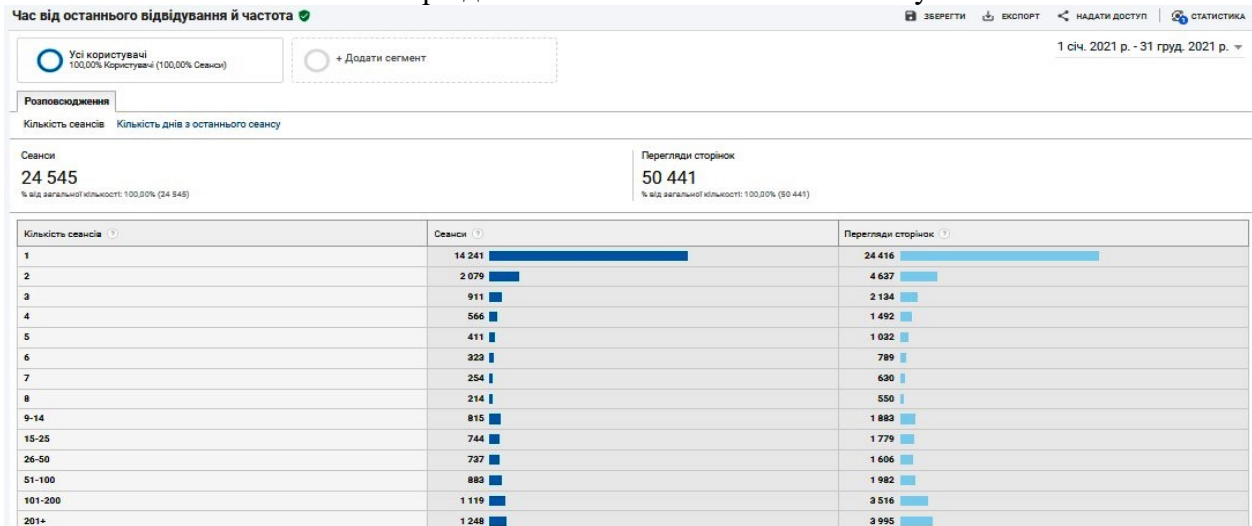 Час від останнього відвідування й частота
ЗБЕРЕГТИ ЕКСПОРТ НАДАТИ ДОСТУП СТАТИСТИКА
Усі користувачі
100,00% Користувачі (100,00% Сеанси)
+ Додати сегмент
1 січ. 2021 р. - 31 груд. 2021 р.
Розповсюдження
Кількість сеансів Кількість днів з останнього сеансу
Сеанси
24 545
% від загальної кількості: 100,00% (24 545)
Перегляди сторінок
50 441
% від загальної кількості: 100,00% (50 441)
Кількість сеансів Сеанси Перегляди сторінок
1 14 241 24 416
2 2 079 4 637
3 911 2 134
4 566 1 492
5 411 1 032
6 323 789
7 254 630
8 214 550
9-14 815 1 883
15-25 744 1 779
26-50 737 1 606
51-100 883 1 982
101-200 1 119 3 516
201+ 1 248 3 995